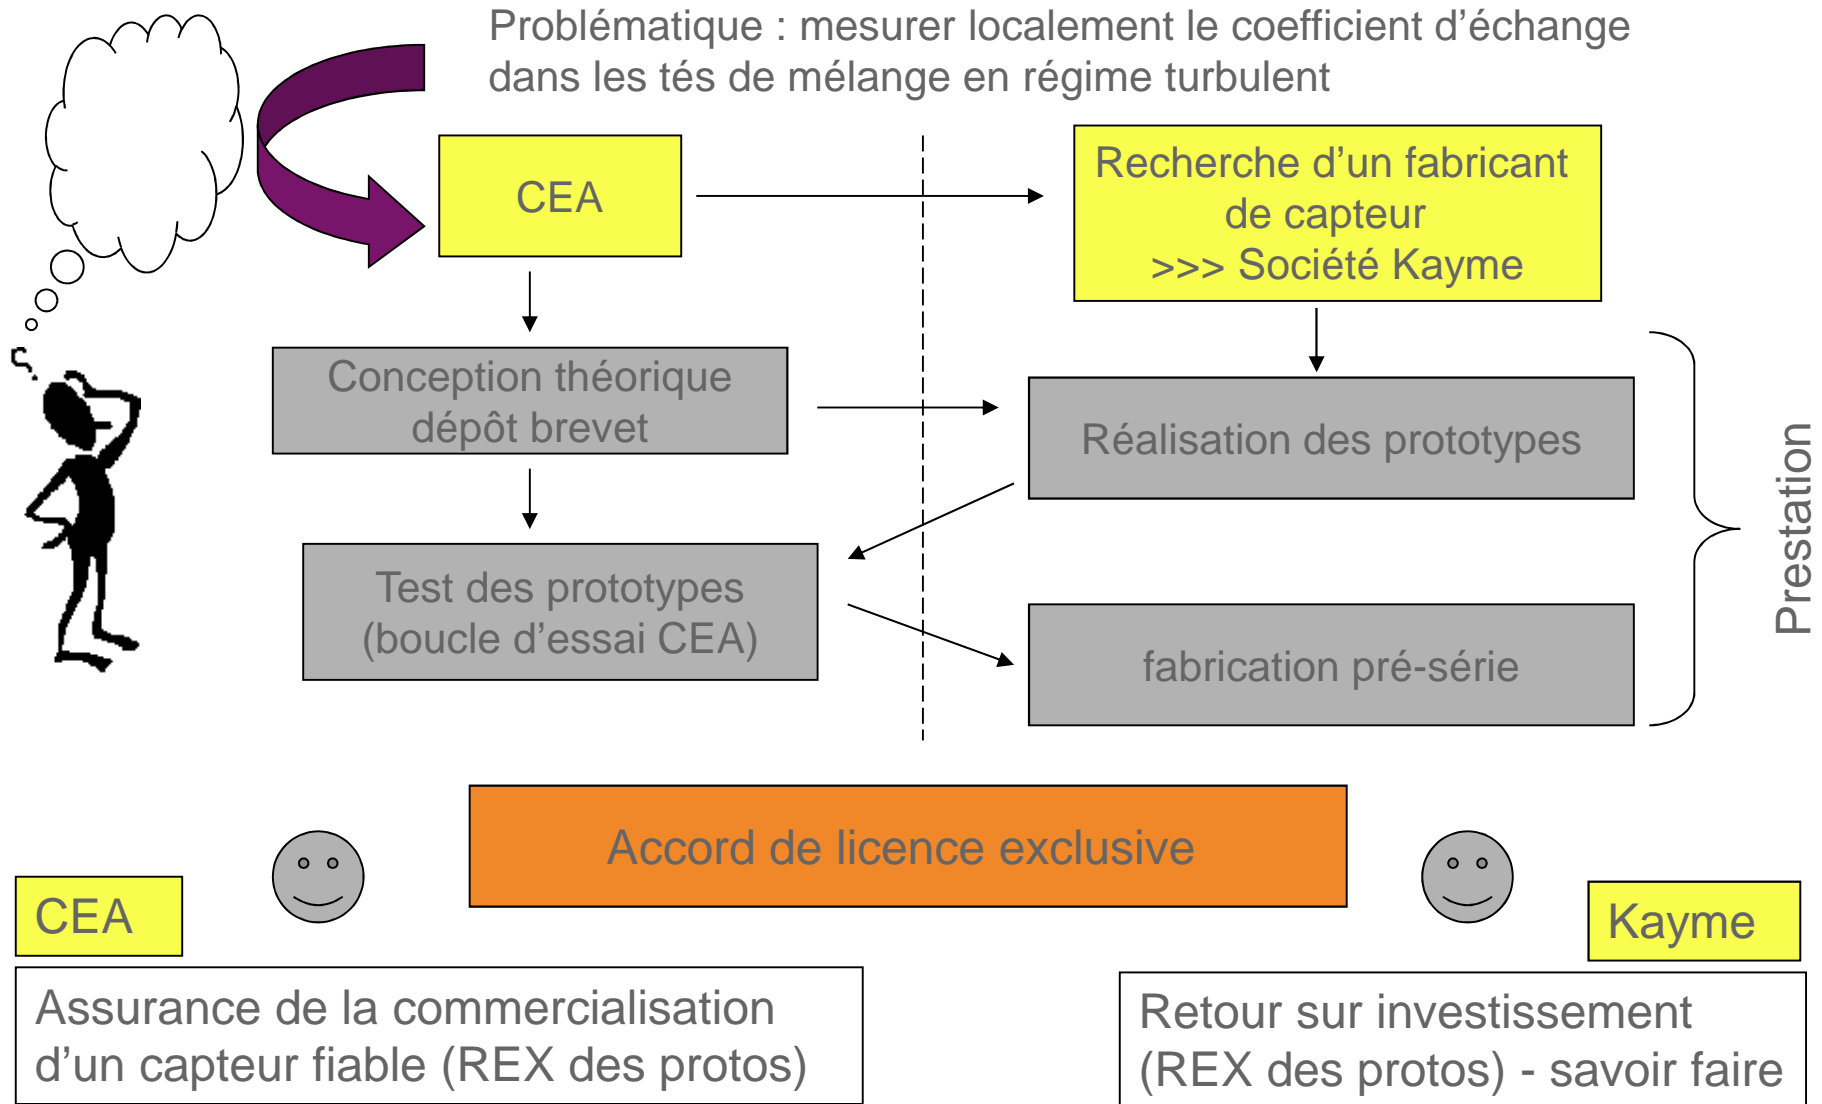 Problématique : mesurer localement le coefficient d’échange
dans les tés de mélange en régime turbulent
CEA
Recherche d’un fabricant
de capteur
>>> Société Kayme
Conception théorique
dépôt brevet
Réalisation des prototypes
Test des prototypes
(boucle d’essai CEA)
fabrication pré-série
Prestation
Accord de licence exclusive
CEA
Kayme
Assurance de la commercialisation
d’un capteur fiable (REX des protos)
Retour sur investissement
(REX des protos) - savoir faire